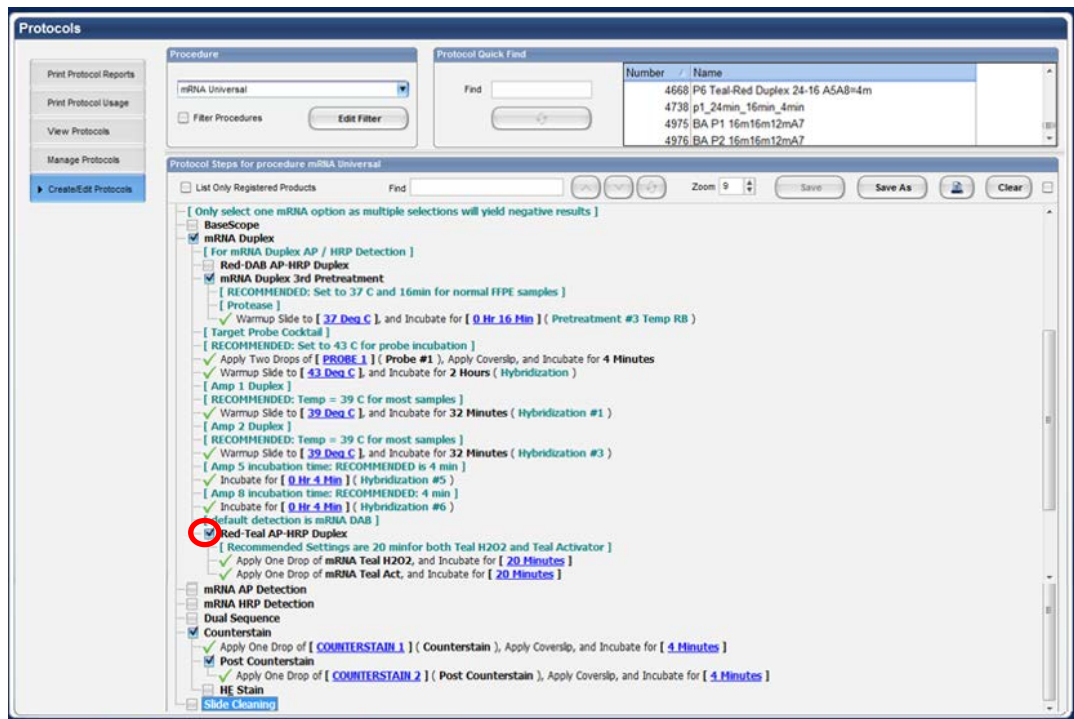 Protocols
Print Protocol Reports
Print Protocol Usage
View Protocols
Manage Protocols
Create/Edit Protocols
Procedure
mRNA Universal
Filter Procedures
Edit Filter
Protocol Quick Find
Find
Number / Name
4668 P6 Teal-Red Duplex 24-16 A5A8=4m
4738 p1_24min_16min_4min
4975 BA P1 16m16m12mA7
4976 BA P2 16m16m12mA7
Protocol Steps for procedure mRNA Universal
List Only Registered Products Find Zoom 9 Save Save As Clear
[ Only select one mRNA option as multiple selections will yield negative results ]
BaseScope
mRNA Duplex
[ For mRNA Duplex AP / HRP Detection ]
Red-DAB AP-HRP Duplex
mRNA Duplex 3rd Pretreatment
[ RECOMMENDED: Set to 37 C and 16min for normal FFPE samples ]
[ Protease ]
Warmup Slide to [ 37 Deg C ], and Incubate for [ 0 Hr 16 Min ] ( Pretreatment #3 Temp RB )
[ Target Probe Cocktail ]
[ RECOMMENDED: Set to 43 C for probe incubation ]
Apply Two Drops of [ PROBE 1 ] ( Probe #1 ), Apply Coverslip, and Incubate for 4 Minutes
Warmup Slide to [ 43 Deg C ], and Incubate for 2 Hours ( Hybridization )
[ Amp 1 Duplex ]
[ RECOMMENDED: Temp = 39 C for most samples ]
Warmup Slide to [ 39 Deg C ], and Incubate for 32 Minutes ( Hybridization #1 )
[ Amp 2 Duplex ]
[ RECOMMENDED: Temp = 39 C for most samples ]
Warmup Slide to [ 39 Deg C ], and Incubate for 32 Minutes ( Hybridization #3 )
[ Amp 5 incubation time: RECOMMENDED is 4 min ]
Incubate for [ 0 Hr 4 Min ] ( Hybridization #5 )
[ Amp 8 incubation time: RECOMMENDED: 4 min ]
Incubate for [ 0 Hr 4 Min ] ( Hybridization #6 )
[ default detection is mRNA DAB ]
Red-Teal AP-HRP Duplex
[ Recommended Settings are 20 minfor both Teal H2O2 and Teal Activator ]
Apply One Drop of mRNA Teal H2O2, and Incubate for [ 20 Minutes ]
Apply One Drop of mRNA Teal Act, and Incubate for [ 20 Minutes ]
mRNA AP Detection
mRNA HRP Detection
Dual Sequence
Counterstain
Apply One Drop of [ COUNTERSTAIN 1 ] ( Counterstain ), Apply Coverslip, and Incubate for [ 4 Minutes ]
Post Counterstain
Apply One Drop of [ COUNTERSTAIN 2 ] ( Post Counterstain ), Apply Coverslip, and Incubate for [ 4 Minutes ]
HE Stain
Slide Cleaning